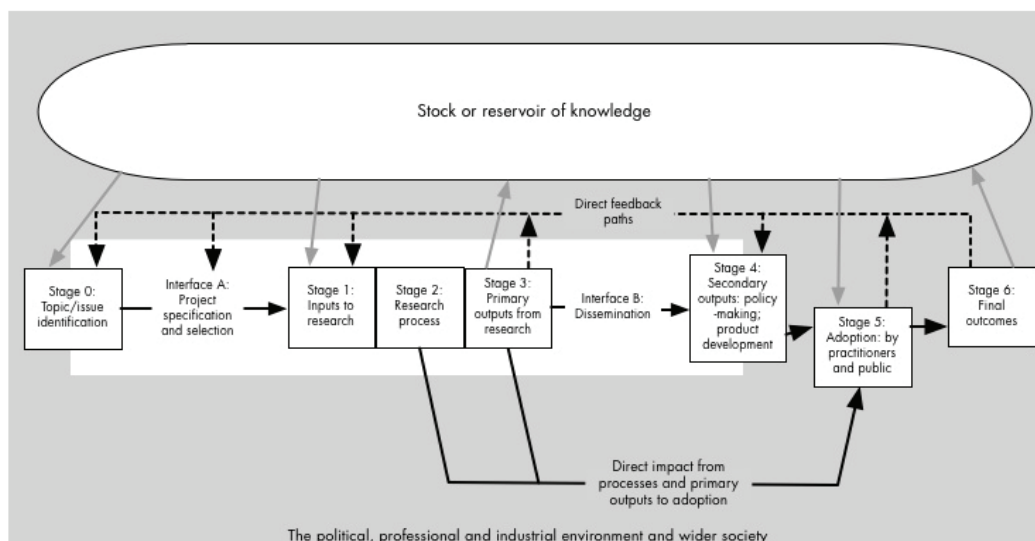 Stock or reservoir of knowledge
Direct feedback
paths
Stage 0:
Topic/issue
identification
Interface A:
Project
specification
and selection
Stage 1:
Inputs to
research
Stage 2:
Research
process
Stage 3:
Primary
outputs from
research
Interface B:
Dissemination
Stage 4:
Secondary
outputs: policy
-making;
product
development
Stage 5:
Adoption: by
practitioners
and public
Stage 6:
Final
outcomes
Direct impact from
processes and primary
outputs to adoption
The political, professional and industrial environment and wider society